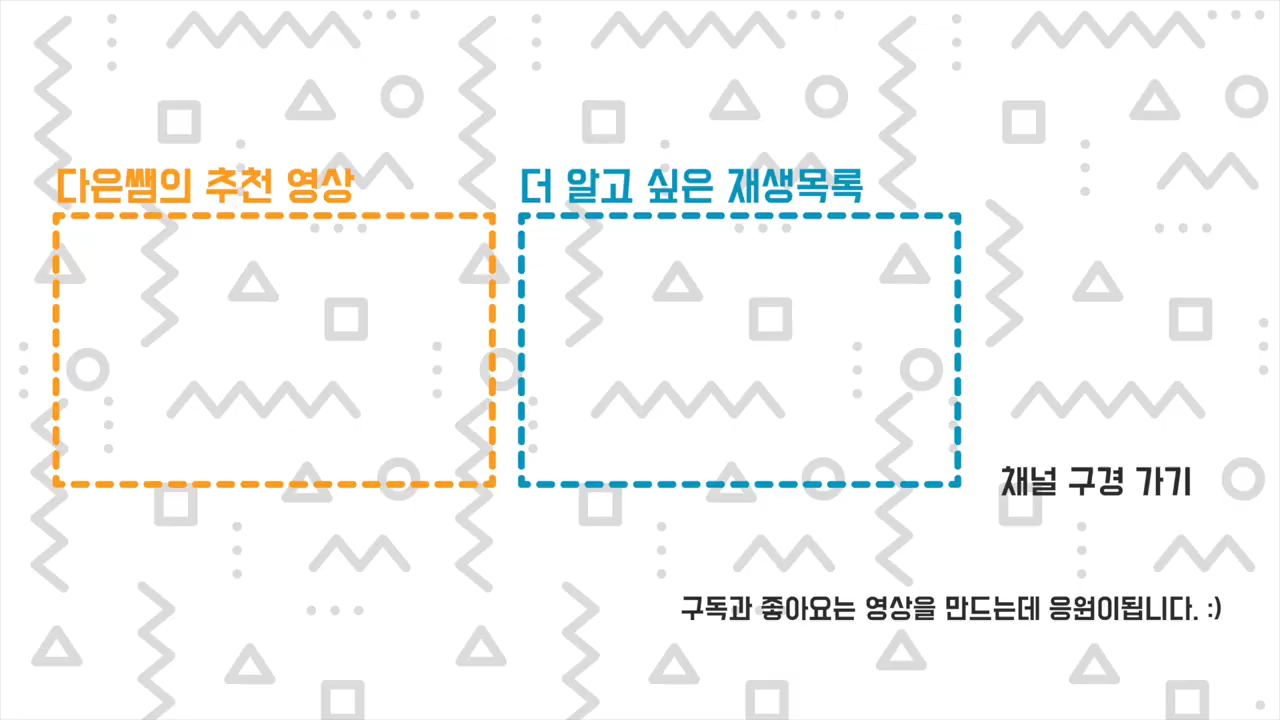 다은쌤의 추천 영상
더 알고 싶은 재생목록
채널 구경 가기
구독과 좋아요는 영상을 만드는데 응원이됩니다. :)